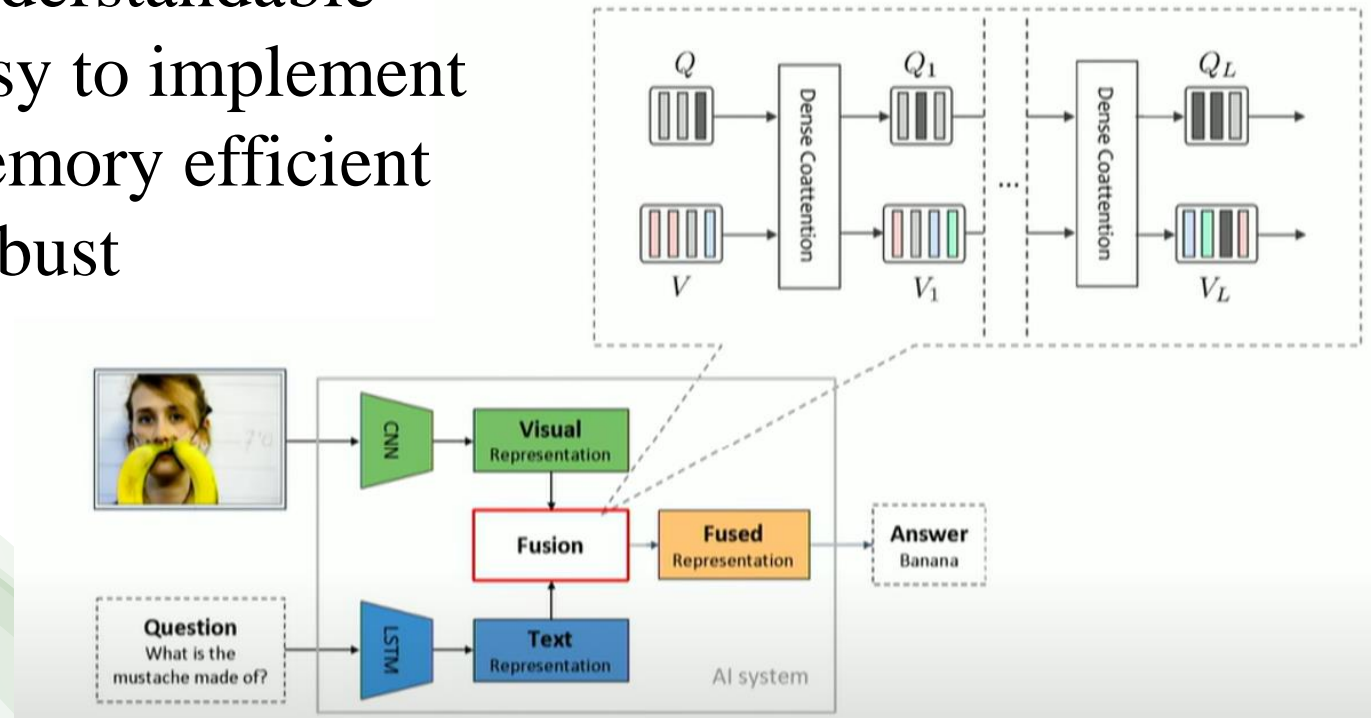 derstandable
sy to implement
emory efficient
bust
Q
Q1
QL
Dense Coattention
...
Dense Coattention
V
V1
VL
CNN
Visual
Representation
Fusion
Fused
Representation
Answer
Banana
Question
What is the
mustache made of?
LSTM
Text
Representation
AI system